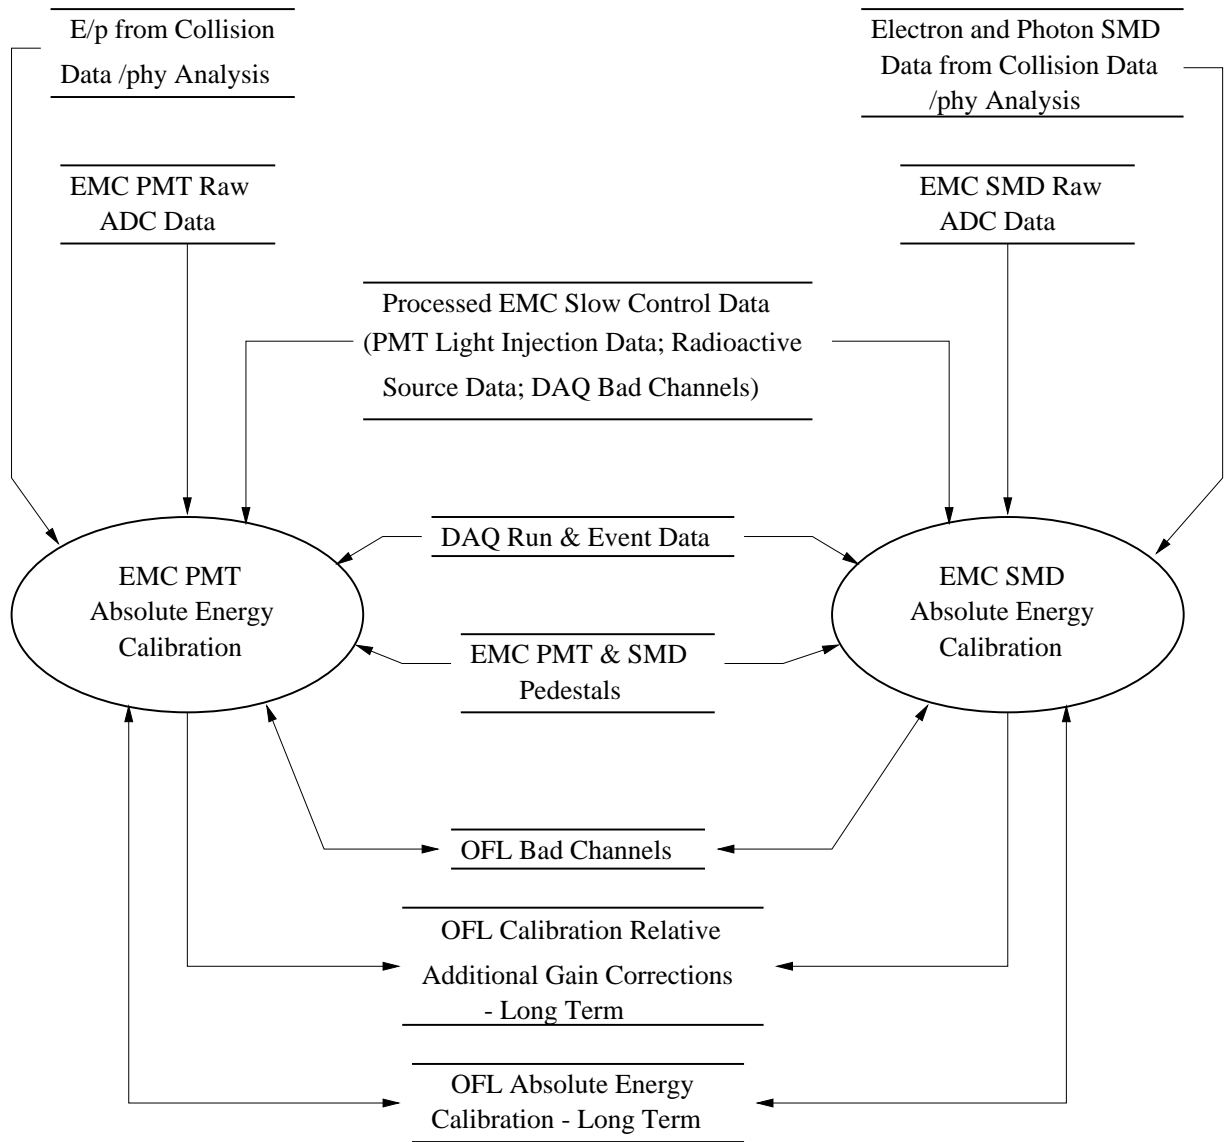 E/p from Collision
Data /phy Analysis
Electron and Photon SMD
Data from Collision Data
/phy Analysis
EMC PMT Raw
ADC Data
EMC SMD Raw
ADC Data
Processed EMC Slow Control Data
(PMT Light Injection Data; Radioactive
Source Data; DAQ Bad Channels)
DAQ Run & Event Data
EMC PMT
Absolute Energy
Calibration
EMC SMD
Absolute Energy
Calibration
EMC PMT & SMD
Pedestals
OFL Bad Channels
OFL Calibration Relative
Additional Gain Corrections
- Long Term
OFL Absolute Energy
Calibration - Long Term